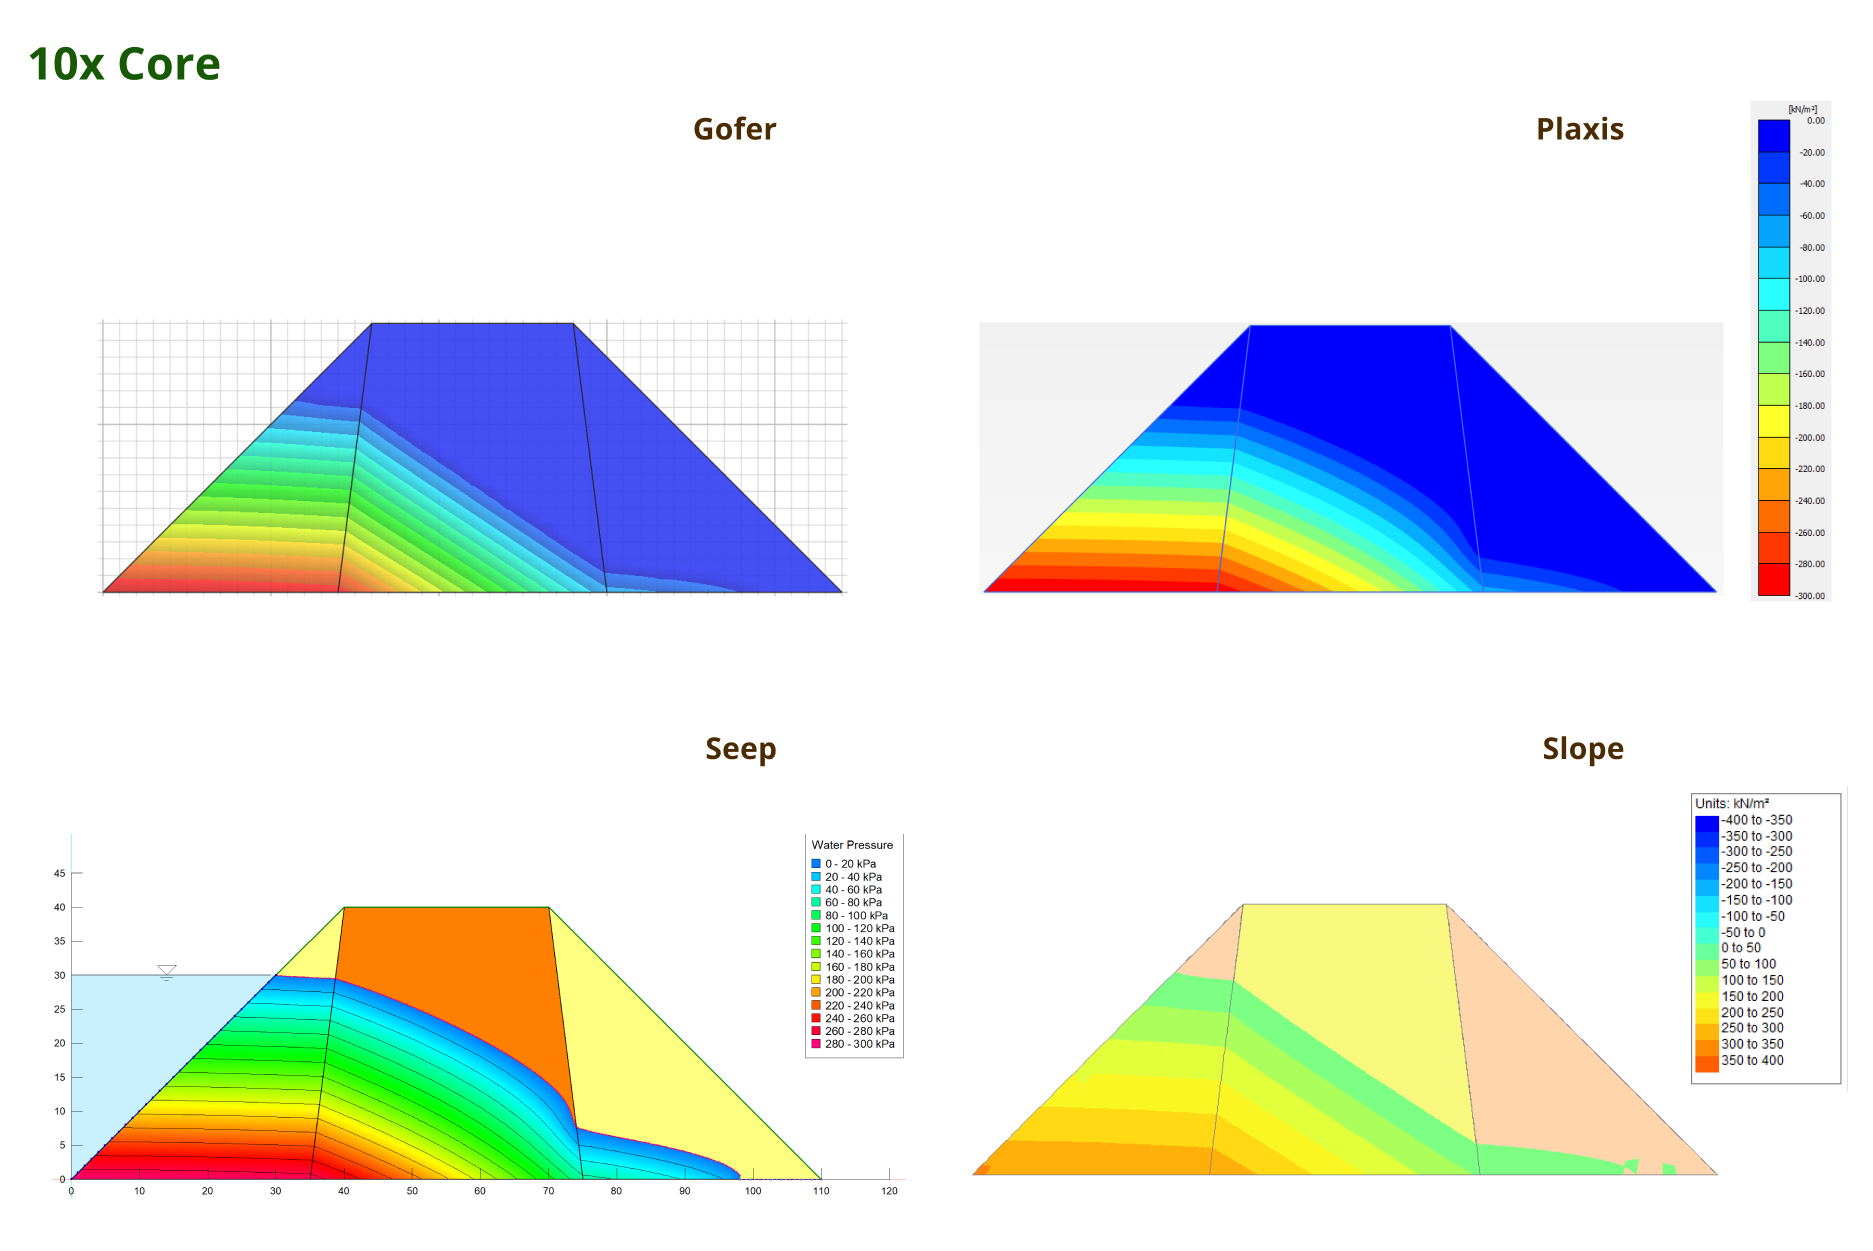 10x Core
Gofer
Plaxis
[kN/m²]
0.00
-20.00
-40.00
-60.00
-80.00
-100.00
-120.00
-140.00
-160.00
-180.00
-200.00
-220.00
-240.00
-260.00
-280.00
-300.00
Seep
Water Pressure
0 - 20 kPa
20 - 40 kPa
40 - 60 kPa
60 - 80 kPa
80 - 100 kPa
100 - 120 kPa
120 - 140 kPa
140 - 160 kPa
160 - 180 kPa
180 - 200 kPa
200 - 220 kPa
220 - 240 kPa
240 - 260 kPa
260 - 280 kPa
280 - 300 kPa
45
40
35
30
25
20
15
10
5
0
0 10 20 30 40 50 60 70 80 90 100 110 120
Slope
Units: kN/m²
-400 to -350
-350 to -300
-300 to -250
-250 to -200
-200 to -150
-150 to -100
-100 to -50
-50 to 0
0 to 50
50 to 100
100 to 150
150 to 200
200 to 250
250 to 300
300 to 350
350 to 400